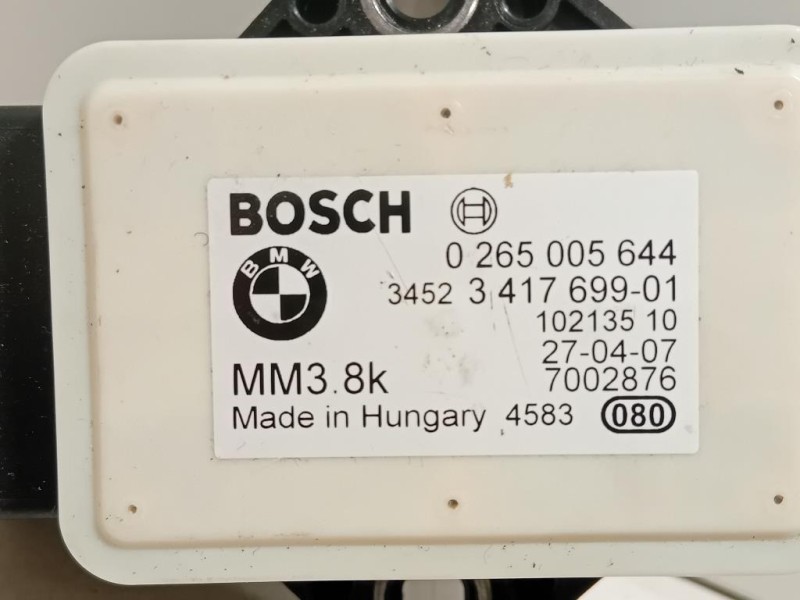 BOSCH
0 265 005 644
BMW
3452 3 417 699-01
102135 10
27-04-07
MM3.8k 7002876
Made in Hungary 4583 080